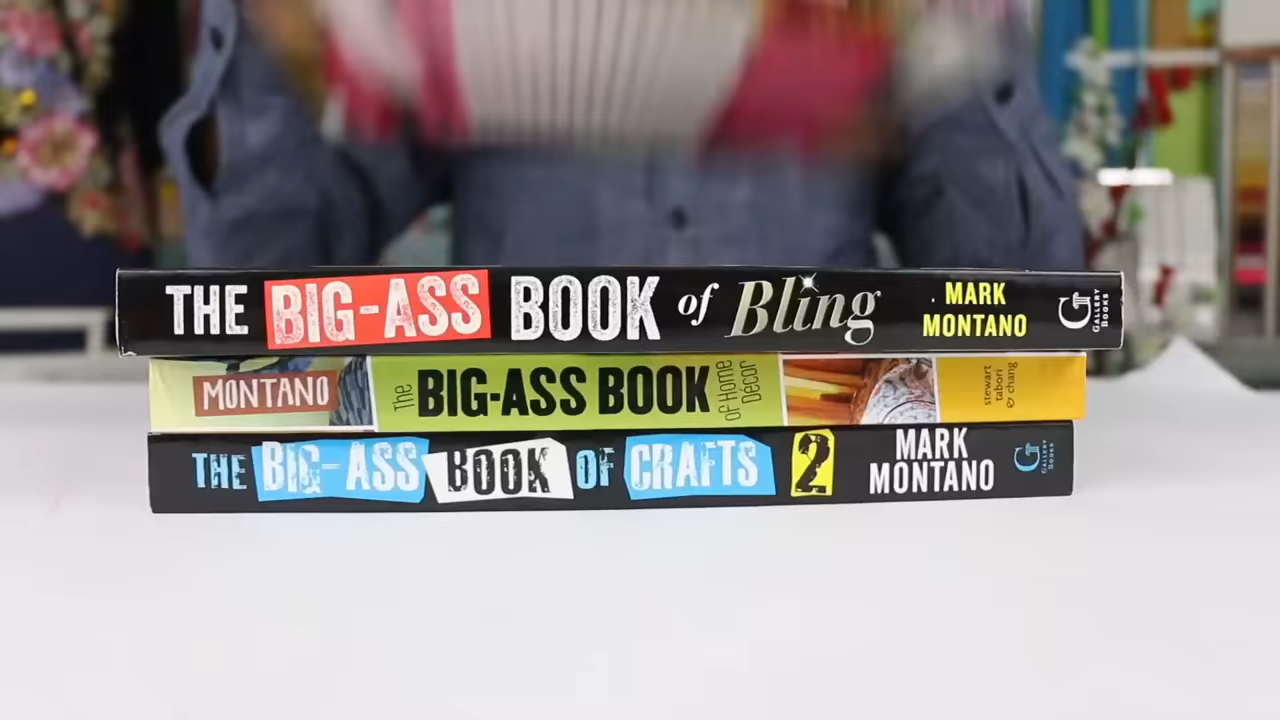 THE BIG-ASS BOOK of Bling MARK MONTANO G GALLERY BOOKS
MONTANO The BIG-ASS BOOK of Home Décor stewart tabori & chang
THE BIG-ASS BOOK OF CRAFTS 2 MARK MONTANO G GALLERY BOOKS